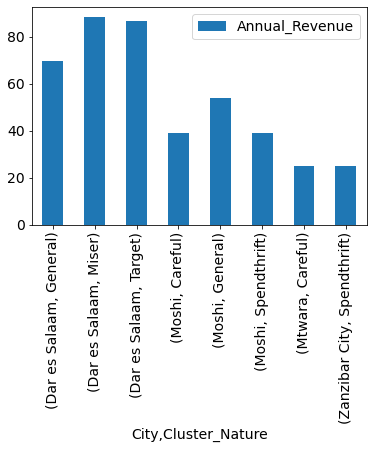 Annual_Revenue
80
60
40
20
0
(Dar es Salaam, General)
(Dar es Salaam, Miser)
(Dar es Salaam, Target)
(Moshi, Careful)
(Moshi, General)
(Moshi, Spendthrift)
(Mtwara, Careful)
(Zanzibar City, Spendthrift)
City,Cluster_Nature